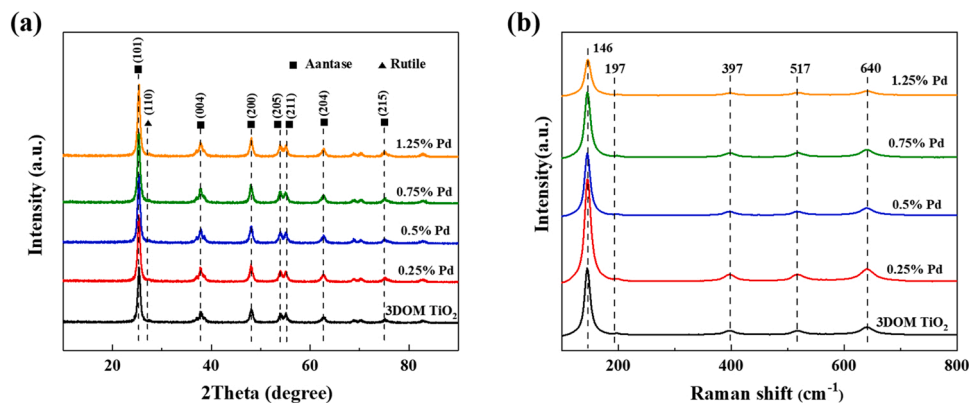 (a)
(101)
(110)
(004)
(200)
(205)
(211)
(204)
(215)
■ Aantase ▲ Rutile
1.25% Pd
0.75% Pd
0.5% Pd
0.25% Pd
3DOM TiO₂
Intensity (a.u.)
20 40 60 80
2Theta (degree)
(b)
146
197
397
517
640
1.25% Pd
0.75% Pd
0.5% Pd
0.25% Pd
3DOM TiO₂
Intensity(a.u.)
200 400 600 800
Raman shift (cm⁻¹)